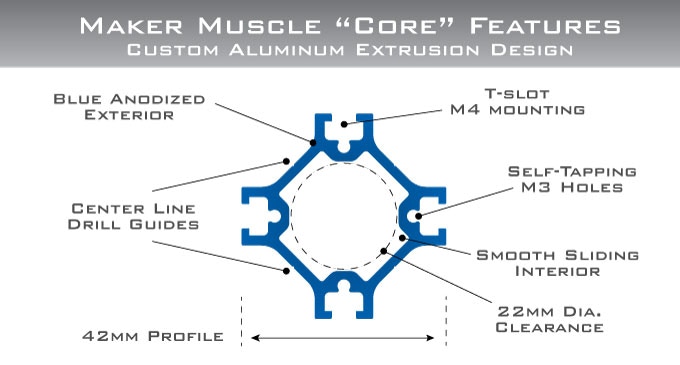 Maker Muscle “Core” Features
Custom Aluminum Extrusion Design
Blue Anodized
Exterior
T-slot
M4 mounting
Self-Tapping
M3 Holes
Center Line
Drill Guides
Smooth Sliding
Interior
22mm Dia.
Clearance
42mm Profile